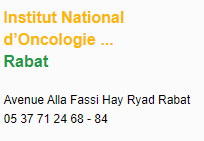 Institut National
d’Oncologie ...
Rabat
Avenue Alla Fassi Hay Ryad Rabat
05 37 71 24 68 - 84